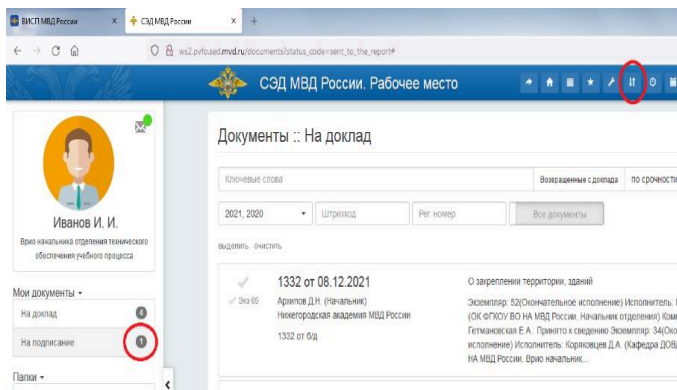 ВИСП МВД России × СЭД МВД России × +
ws2.pvfo.sed.mvd.ru/documents?status_code=sent_to_the_report#
СЭД МВД России. Рабочее место
Документы :: На доклад
Ключевые слова
Возвращенные с доклада
по срочности
2021, 2020
Штрихкод
Рег. номер
Все документы
выделить очистить
Иванов И. И.
Врио начальника отделения технического
обеспечения учебного процесса
Мои документы
На доклад 4
На подписание 1
Папки
1332 от 08.12.2021
Экз 65
Архипов Д.Н. (Начальник)
Нижегородская академия МВД России
1332 от б/д
О закреплении территории, зданий
Экземпляр: 52(Окончательное исполнение) Исполнитель:
(ОК ФГКОУ ВО НА МВД России, Начальник отделения)
Гетмановская Е.А.: Принято к сведению Экземпляр:
исполнение) Исполнитель: Коряковцев Д.А. (Кафедра
НА МВД России, Врио начальник...